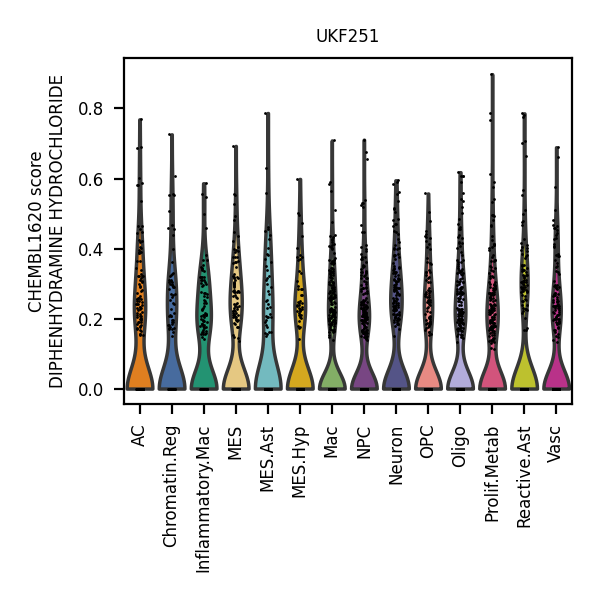 UKF251
CHEMBL1620 score
DIPHENHYDRAMINE HYDROCHLORIDE
0.8
0.6
0.4
0.2
0.0
AC
Chromatin.Reg
Inflammatory.Mac
MES
MES.Ast
MES.Hyp
Mac
NPC
Neuron
OPC
Oligo
Prolif.Metab
Reactive.Ast
Vasc